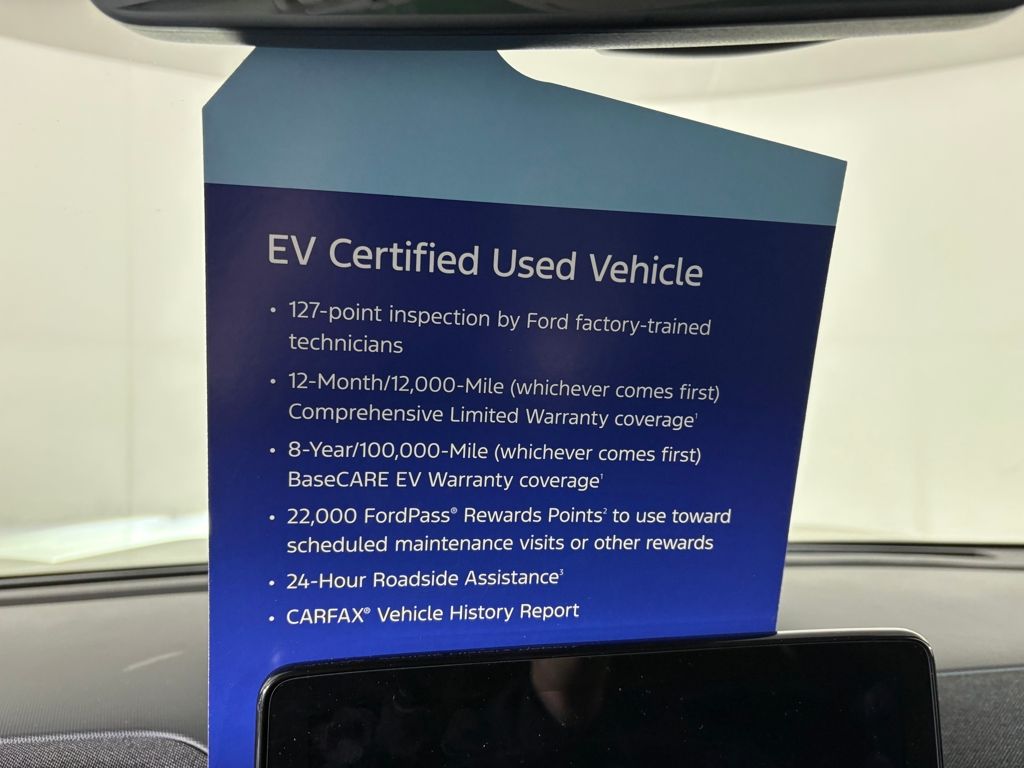 EV Certified Used Vehicle
• 127-point inspection by Ford factory-trained
technicians
• 12-Month/12,000-Mile (whichever comes first)
Comprehensive Limited Warranty coverage¹
• 8-Year/100,000-Mile (whichever comes first)
BaseCARE EV Warranty coverage¹
• 22,000 FordPass® Rewards Points² to use toward
scheduled maintenance visits or other rewards
• 24-Hour Roadside Assistance³
• CARFAX® Vehicle History Report